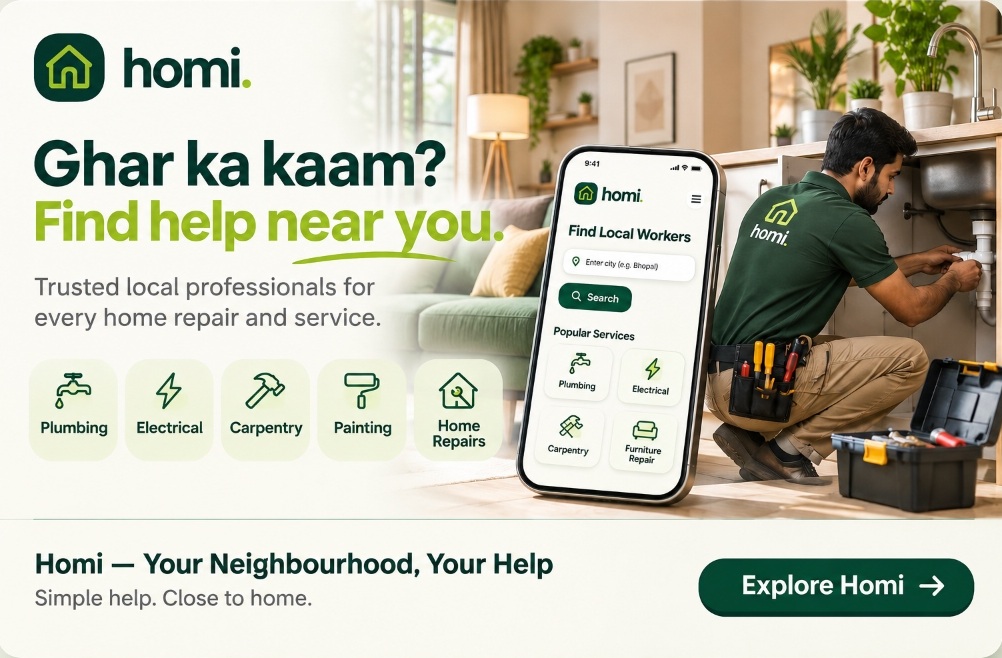 homi.
Ghar ka kaam?
Find help near you.
Trusted local professionals for
every home repair and service.
Plumbing
Electrical
Carpentry
Painting
Home
Repairs
9:41
homi.
Find Local Workers
Enter city (e.g. Bhopal)
Search
Popular Services
Plumbing
Electrical
Carpentry
Furniture
Repair
homi.
Homi — Your Neighbourhood, Your Help
Simple help. Close to home.
Explore Homi →